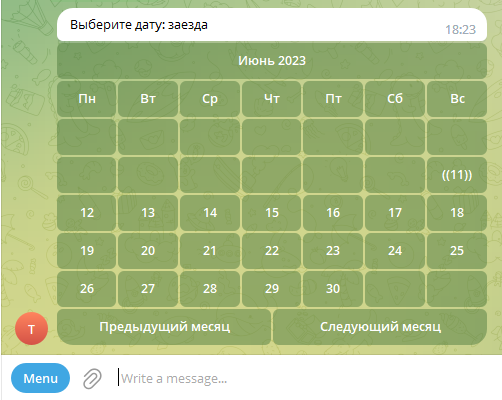 Выберите дату: заезда
18:23
Июнь 2023
Пн Вт Ср Чт Пт Сб Вс
((11))
12 13 14 15 16 17 18
19 20 21 22 23 24 25
26 27 28 29 30
Предыдущий месяц Следующий месяц
Т
Menu Write a message...